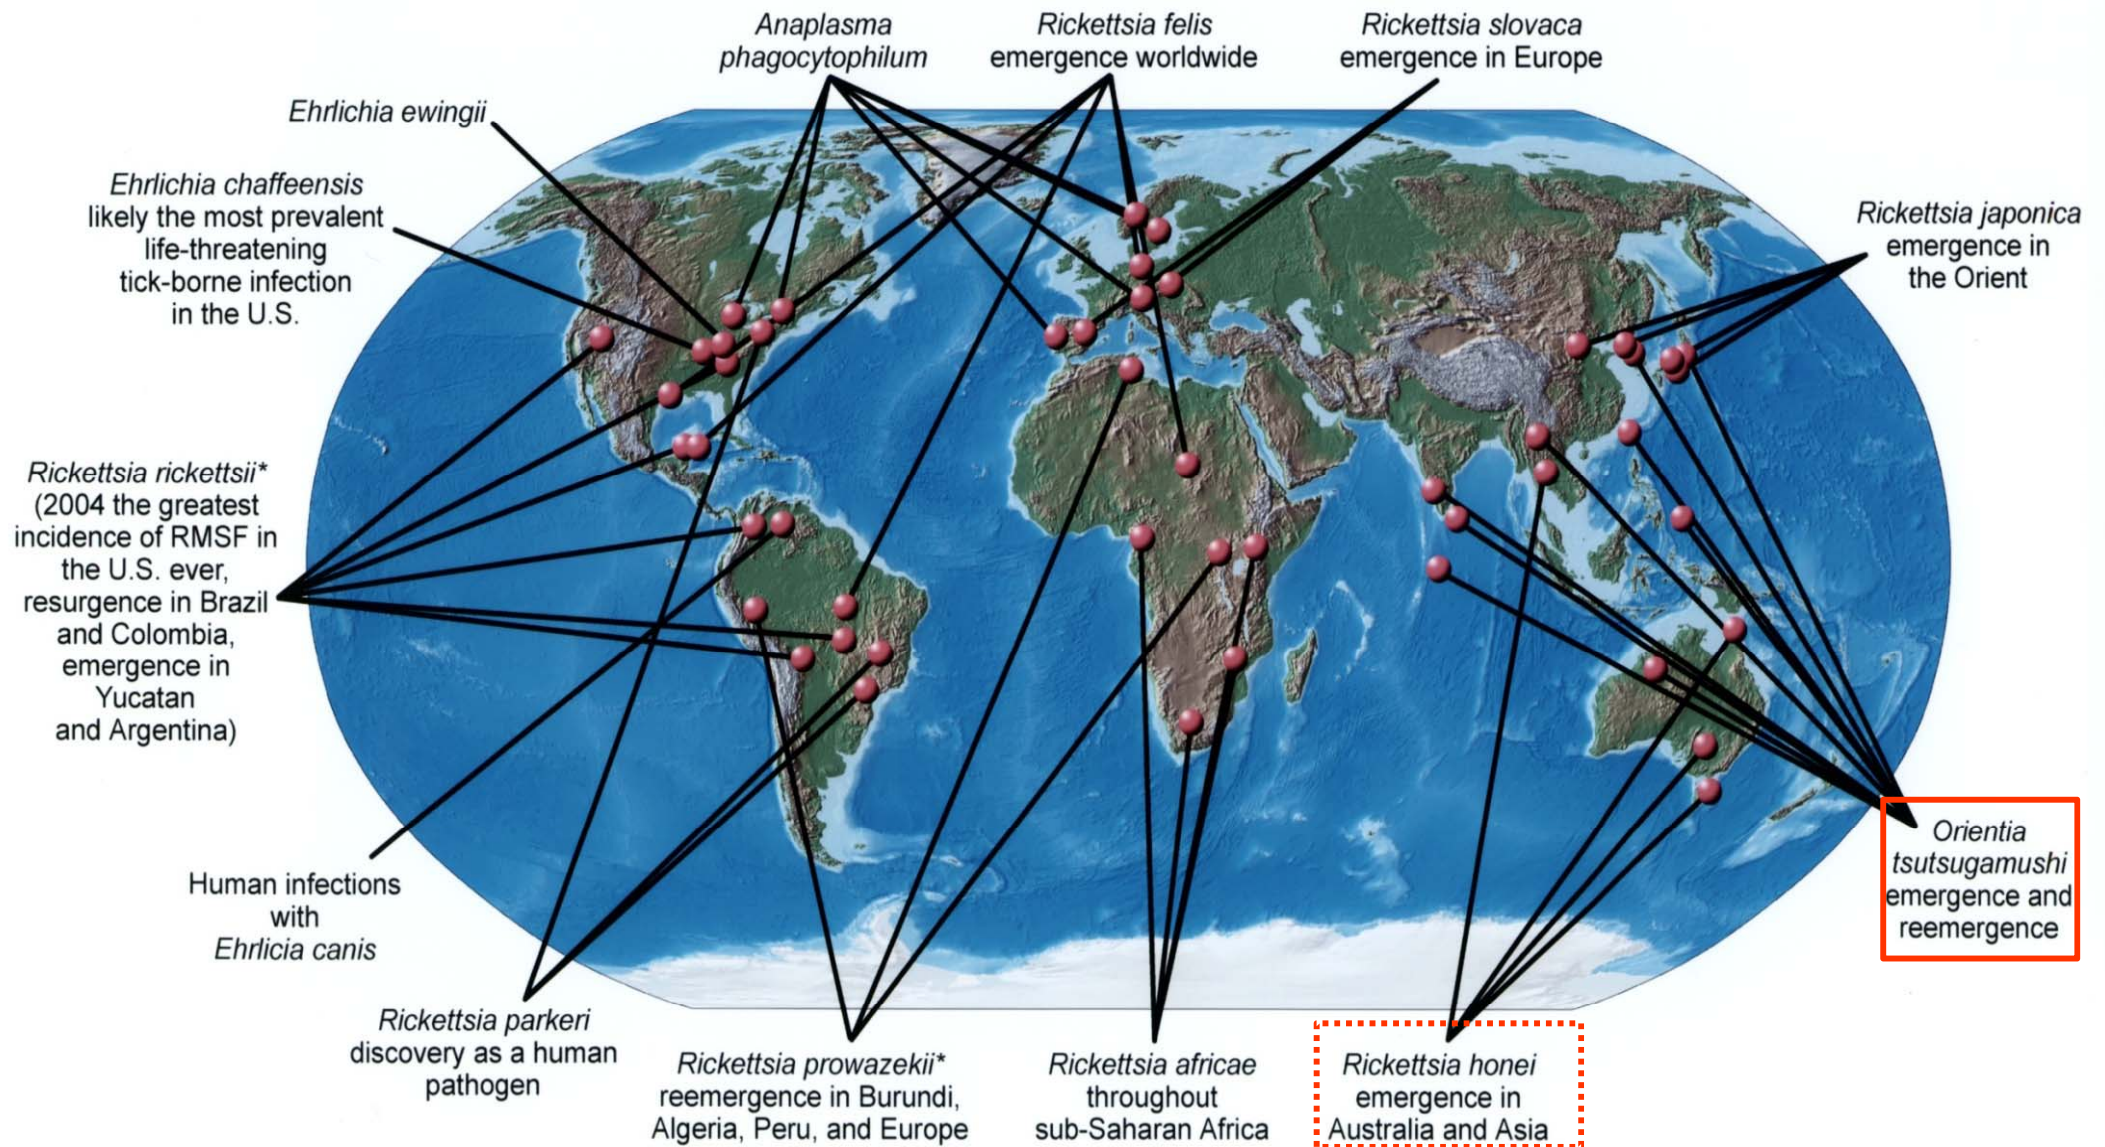 Anaplasma
phagocytophilum
Rickettsia felis
emergence worldwide
Rickettsia slovaca
emergence in Europe
Ehrlichia ewingii
Ehrlichia chaffeensis
likely the most prevalent
life-threatening
tick-borne infection
in the U.S.
Rickettsia japonica
emergence in
the Orient
Rickettsia rickettsii*
(2004 the greatest
incidence of RMSF in
the U.S. ever,
resurgence in Brazil
and Colombia,
emergence in
Yucatan
and Argentina)
Orientia
tsutsugamushi
emergence and
reemergence
Human infections
with
Ehrlicia canis
Rickettsia parkeri
discovery as a human
pathogen
Rickettsia prowazekii*
reemergence in Burundi,
Algeria, Peru, and Europe
Rickettsia africae
throughout
sub-Saharan Africa
Rickettsia honei
emergence in
Australia and Asia